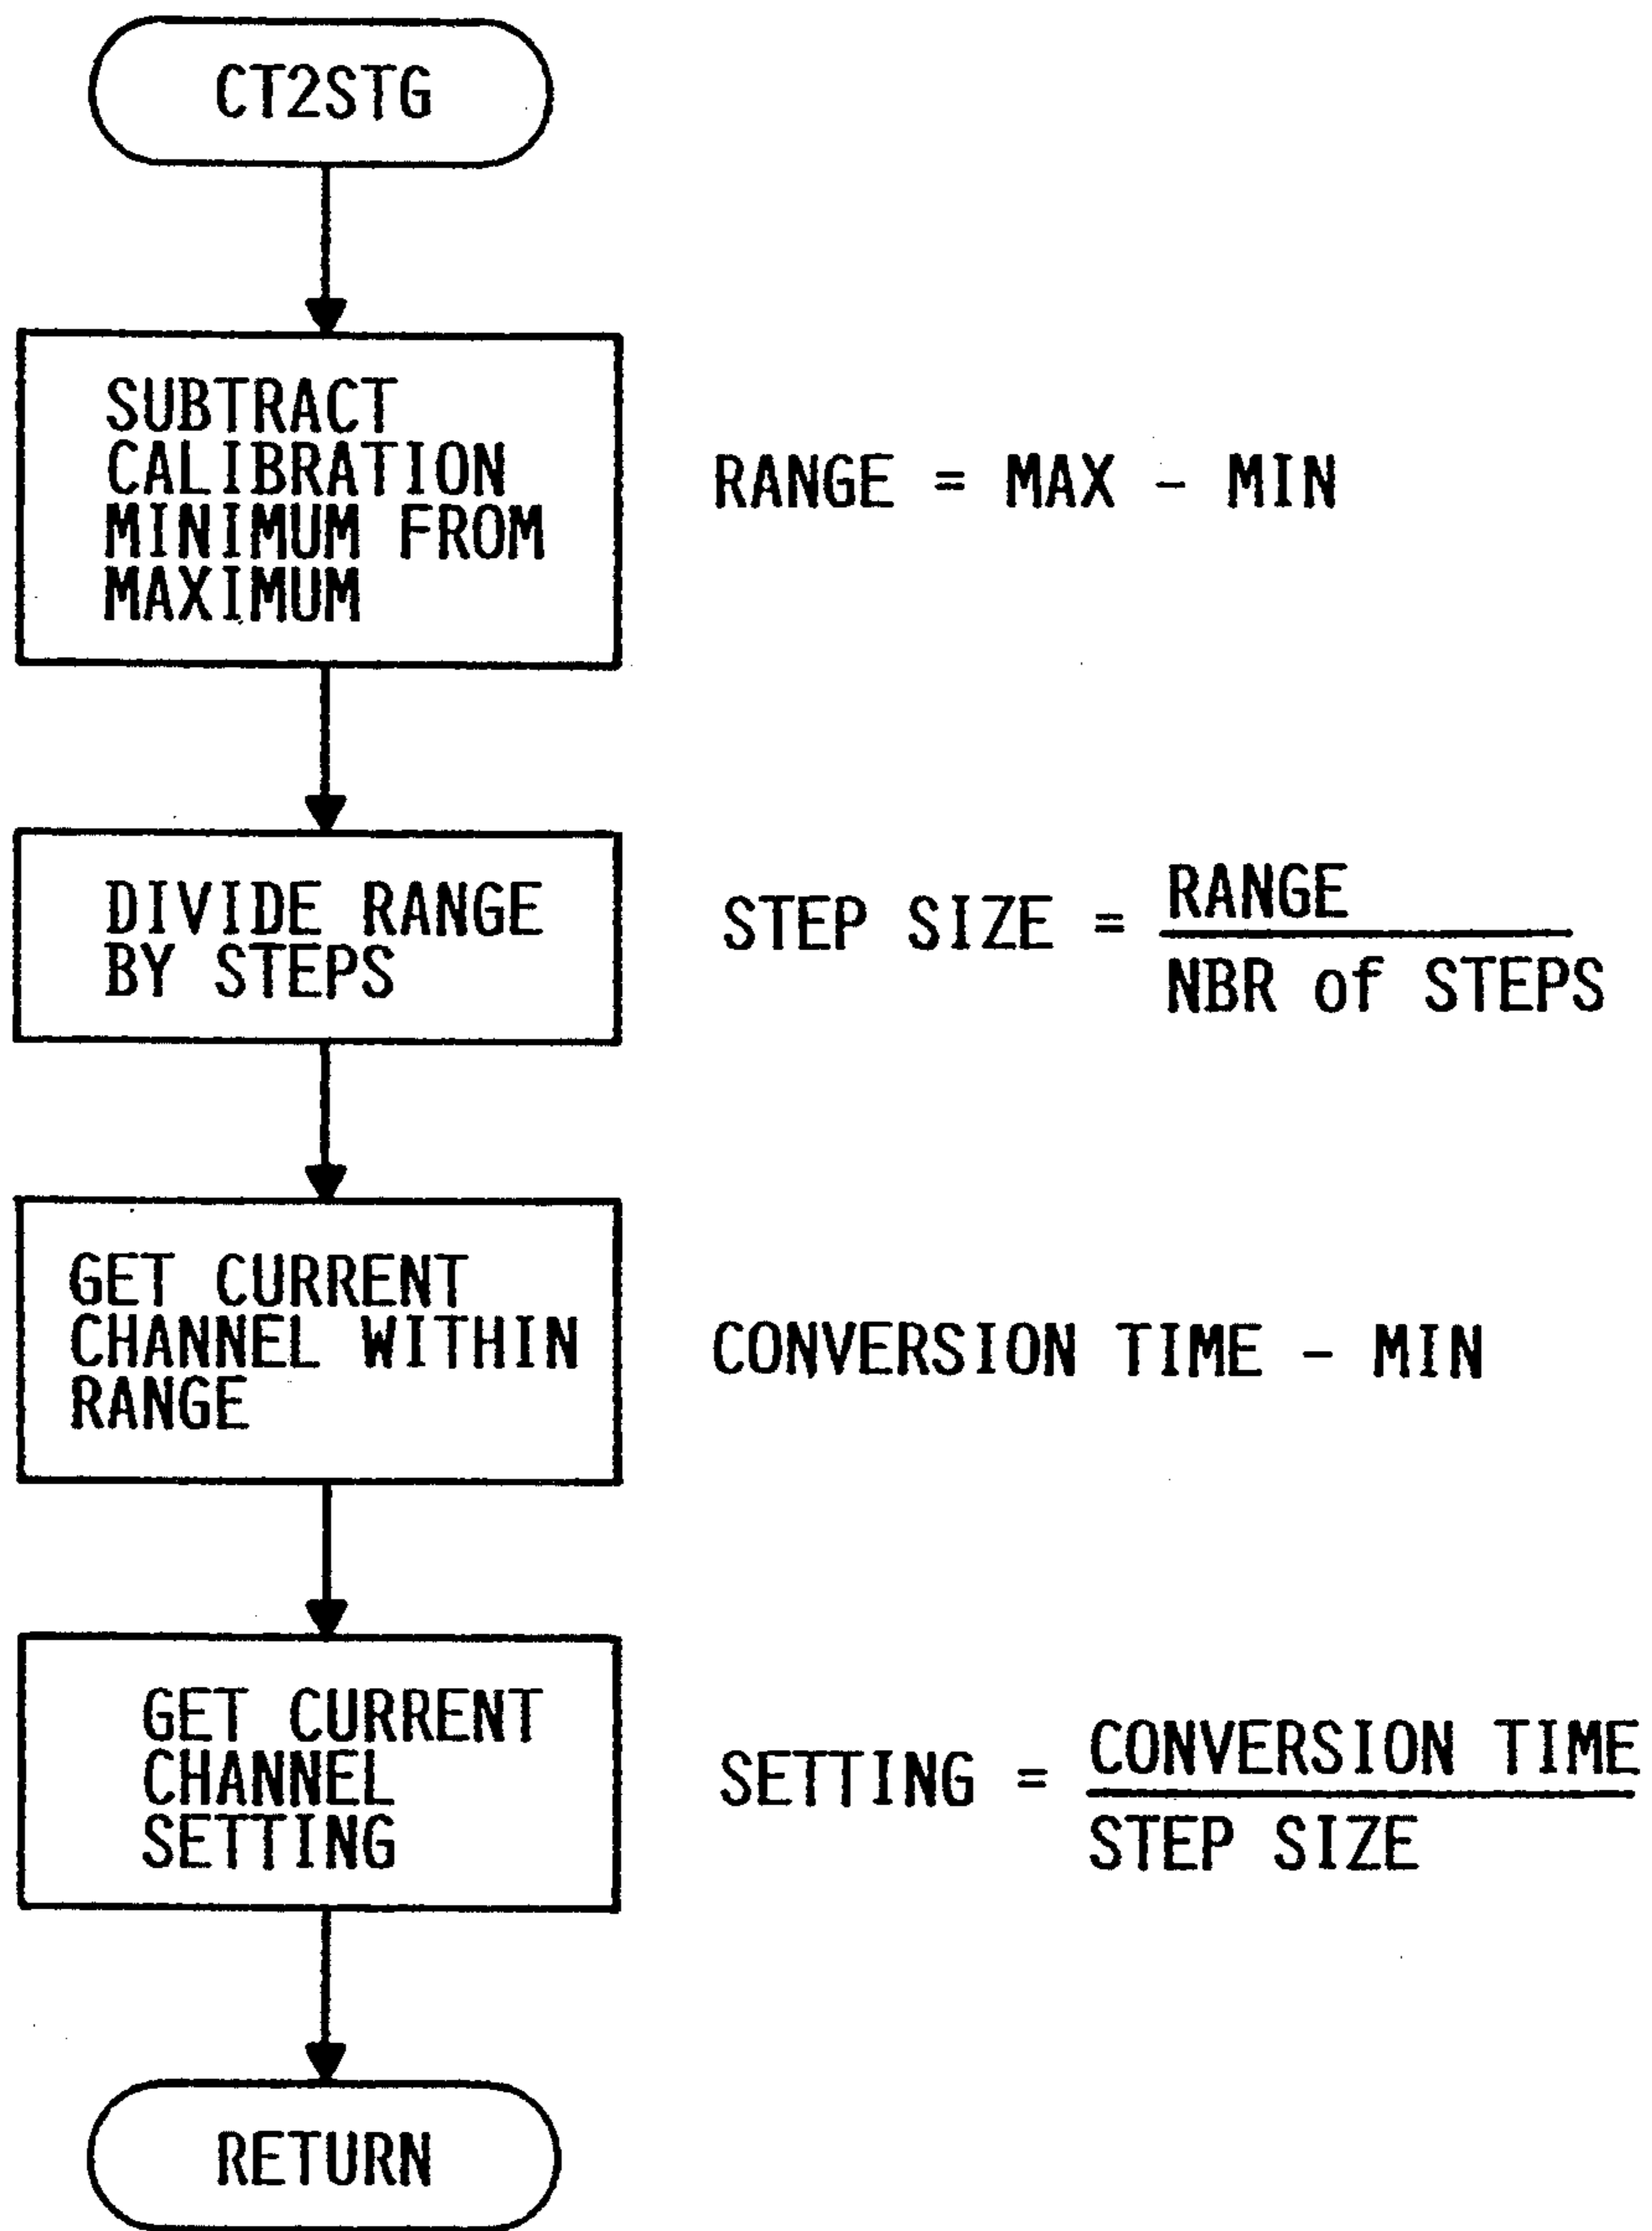 CT2STG
SUBTRACT
CALIBRATION
MINIMUM FROM
MAXIMUM
RANGE = MAX - MIN
DIVIDE RANGE
BY STEPS
STEP SIZE = RANGE
NBR of STEPS
GET CURRENT
CHANNEL WITHIN
RANGE
CONVERSION TIME - MIN
GET CURRENT
CHANNEL
SETTING
SETTING = CONVERSION TIME
STEP SIZE
RETURN